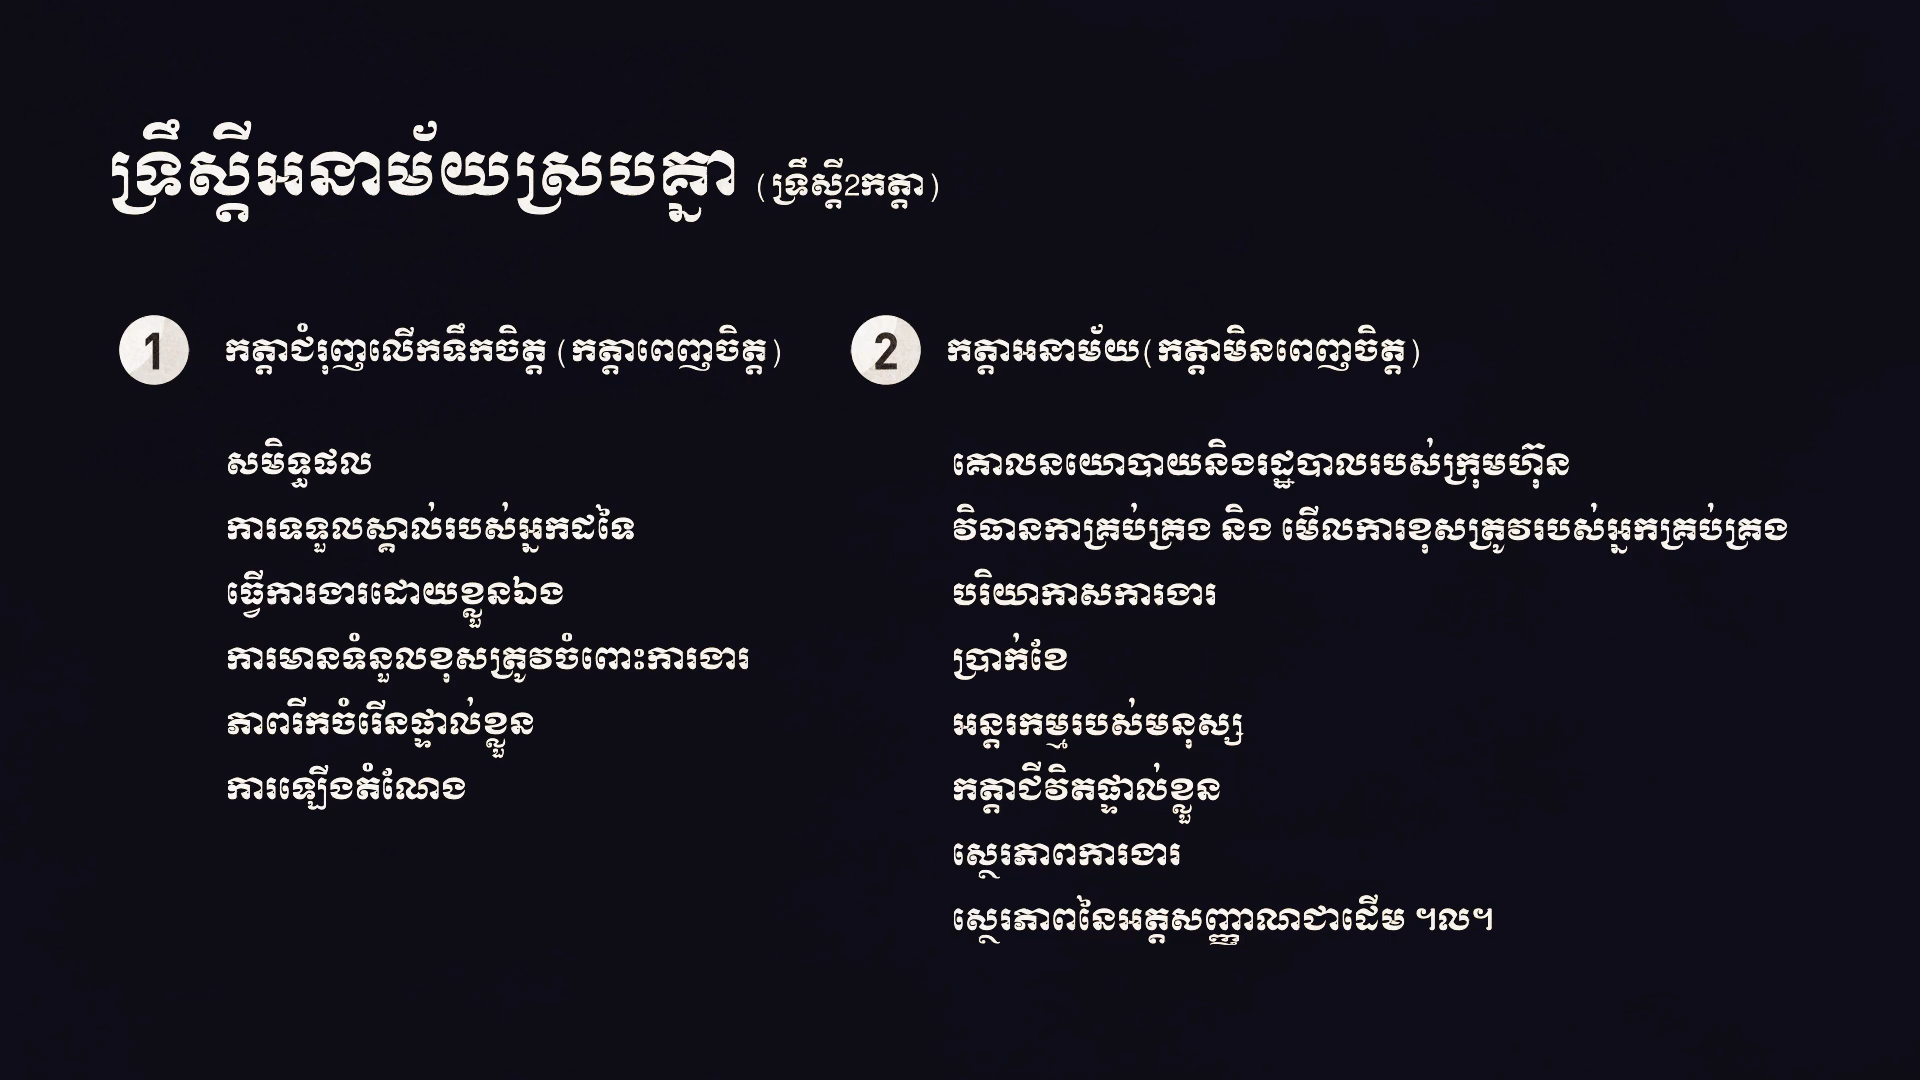 ទ្រឹស្តីអនាម័យស្របគ្នា (ទ្រឹស្តី2កត្តា)
1 កត្តាជំរុញលើកទឹកចិត្ត (កត្តាពេញចិត្ត)
សមិទ្ធផល
ការទទួលស្គាល់របស់អ្នកដទៃ
ធ្វើការងារដោយខ្លួនឯង
ការមានទំនួលខុសត្រូវចំពោះការងារ
ភាពរីកចំរើនផ្ទាល់ខ្លួន
ការឡើងតំណែង
2 កត្តាអនាម័យ(កត្តាមិនពេញចិត្ត)
គោលនយោបាយនិងរដ្ឋបាលរបស់ក្រុមហ៊ុន
វិធានកាគ្រប់គ្រង និង មើលការខុសត្រូវរបស់អ្នកគ្រប់គ្រង
បរិយាកាសការងារ
ប្រាក់ខែ
អន្តរកម្មរបស់មនុស្ស
កត្តាជីវិតផ្ទាល់ខ្លួន
ស្ថេរភាពការងារ
ស្ថេរភាពនៃអត្តសញ្ញាណជាដើម ។ល។